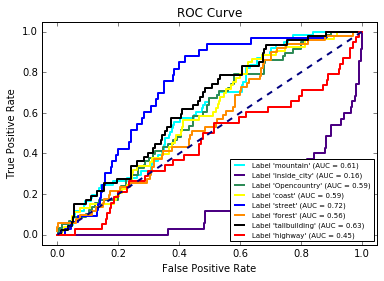 ROC Curve
1.0
0.8
0.6
0.4
0.2
0.0
True Positive Rate
Label 'mountain' (AUC = 0.61)
Label 'inside_city' (AUC = 0.16)
Label 'Opencountry' (AUC = 0.59)
Label 'coast' (AUC = 0.59)
Label 'street' (AUC = 0.72)
Label 'forest' (AUC = 0.56)
Label 'tallbuilding' (AUC = 0.63)
Label 'highway' (AUC = 0.45)
0.0 0.2 0.4 0.6 0.8 1.0
False Positive Rate